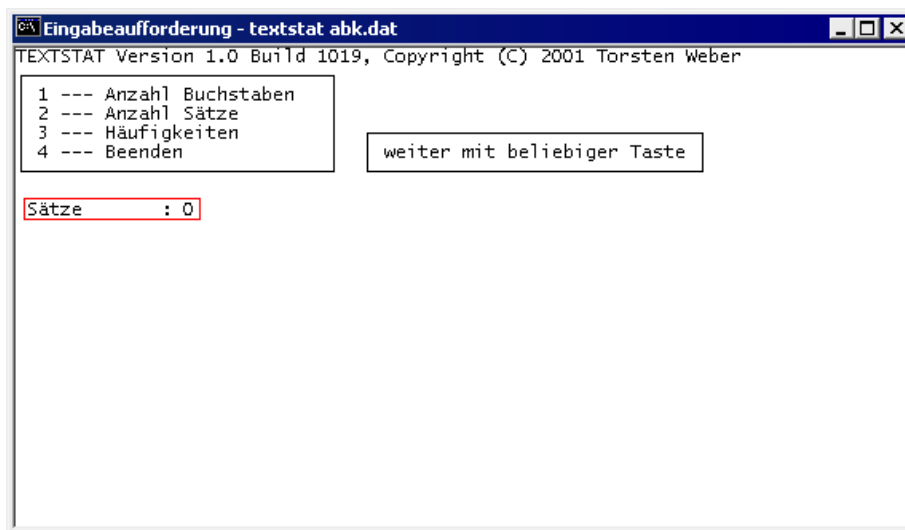 Eingabeaufforderung - textstat abk.dat
TEXTSTAT Version 1.0 Build 1019, Copyright (C) 2001 Torsten Weber
1 --- Anzahl Buchstaben
2 --- Anzahl Sätze
3 --- Häufigkeiten
4 --- Beenden
weiter mit beliebiger Taste
Sätze : 0